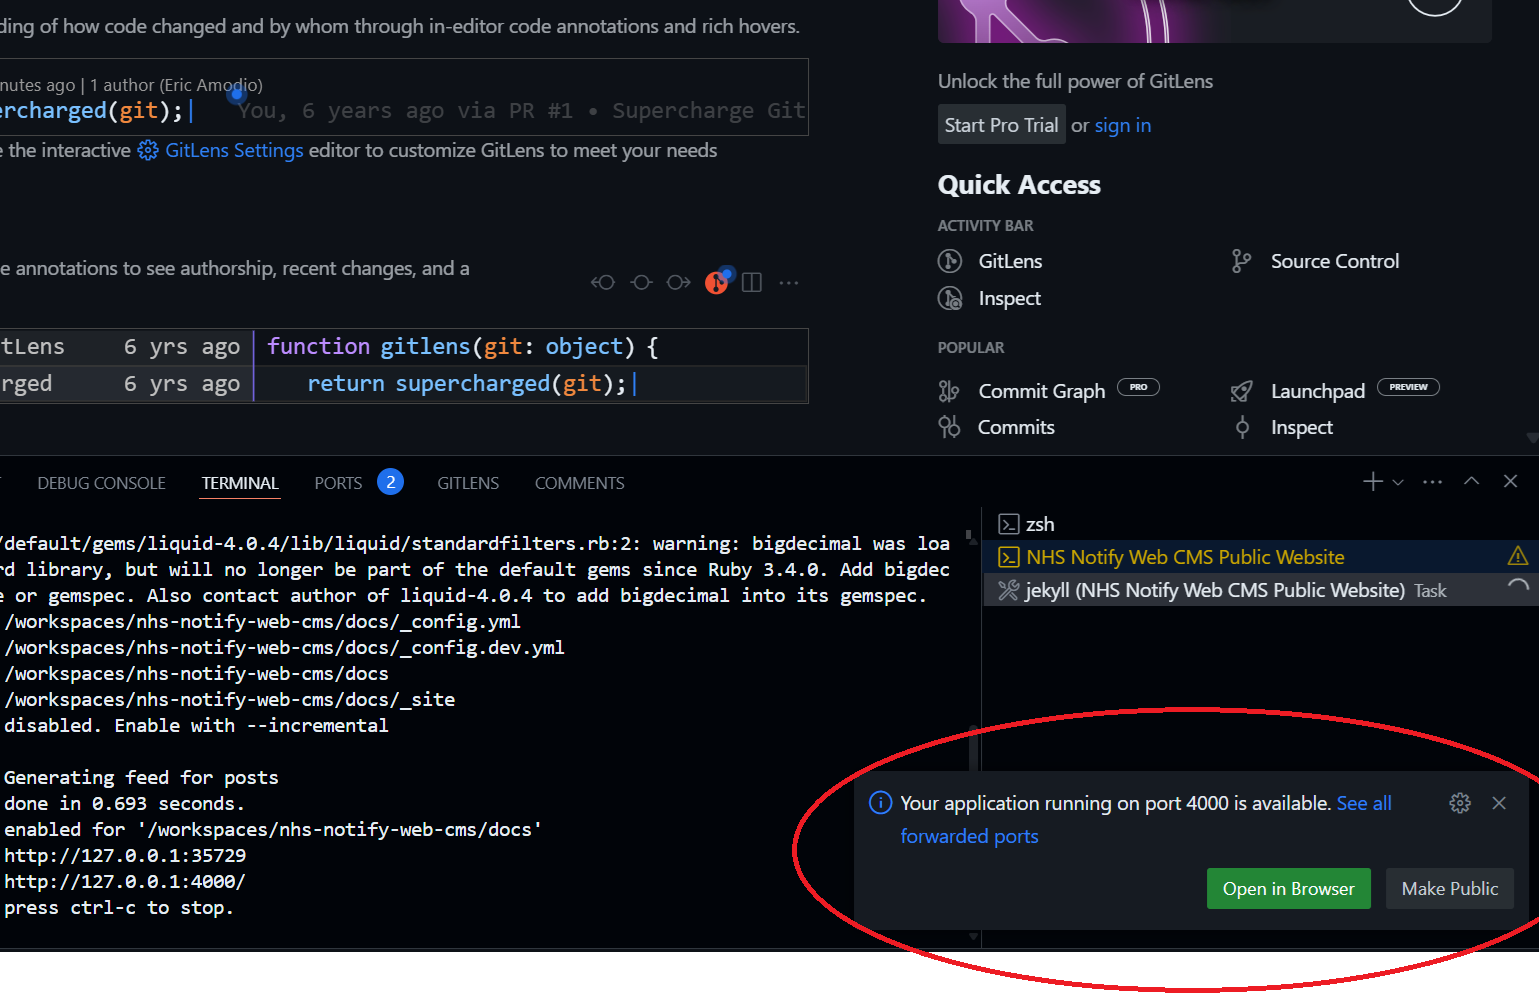 ding of how code changed and by whom through in-editor code annotations and rich hovers.
nutes ago | 1 author (Eric Amodio)
ercharged(git);
You, 6 years ago via PR #1 • Supercharge Git
e the interactive GitLens Settings editor to customize GitLens to meet your needs
e annotations to see authorship, recent changes, and a
tLens 6 yrs ago function gitlens(git: object) {
rged 6 yrs ago return supercharged(git);
Unlock the full power of GitLens
Start Pro Trial or sign in
Quick Access
ACTIVITY BAR
GitLens Source Control
Inspect
POPULAR
Commit Graph PRO Launchpad PREVIEW
Commits Inspect
DEBUG CONSOLE TERMINAL PORTS 2 GITLENS COMMENTS
/default/gems/liquid-4.0.4/lib/liquid/standardfilters.rb:2: warning: bigdecimal was loa
rd library, but will no longer be part of the default gems since Ruby 3.4.0. Add bigdec
e or gemspec. Also contact author of liquid-4.0.4 to add bigdecimal into its gemspec.
/workspaces/nhs-notify-web-cms/docs/_config.yml
/workspaces/nhs-notify-web-cms/docs/_config.dev.yml
/workspaces/nhs-notify-web-cms/docs
/workspaces/nhs-notify-web-cms/docs/_site
disabled. Enable with --incremental
Generating feed for posts
done in 0.693 seconds.
enabled for '/workspaces/nhs-notify-web-cms/docs'
http://127.0.0.1:35729
http://127.0.0.1:4000/
press ctrl-c to stop.
zsh
NHS Notify Web CMS Public Website
jekyll (NHS Notify Web CMS Public Website) Task
Your application running on port 4000 is available. See all
forwarded ports
Open in Browser Make Public